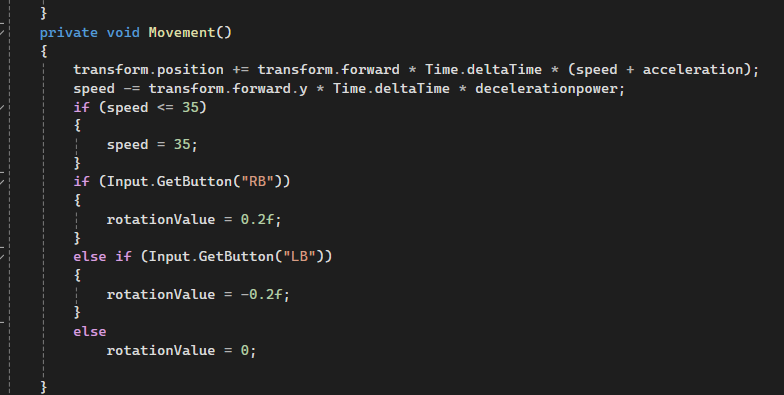 }
private void Movement()
{
transform.position += transform.forward * Time.deltaTime * (speed + acceleration);
speed -= transform.forward.y * Time.deltaTime * decelerationpower;
if (speed <= 35)
{
speed = 35;
}
if (Input.GetButton("RB"))
{
rotationValue = 0.2f;
}
else if (Input.GetButton("LB"))
{
rotationValue = -0.2f;
}
else
rotationValue = 0;
}